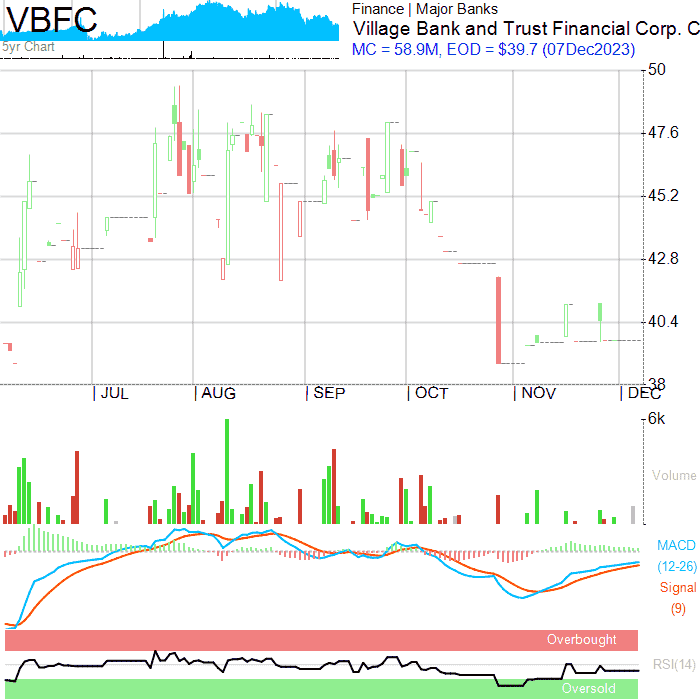 VBFC
5yr Chart
Finance | Major Banks
Village Bank and Trust Financial Corp. C
MC = 58.9M, EOD = $39.7 (07Dec2023)
50
47.6
45.2
42.8
40.4
38
JUL AUG SEP OCT NOV DEC
6k
Volume
MACD
(12-26)
Signal
(9)
Overbought
RSI(14)
Oversold